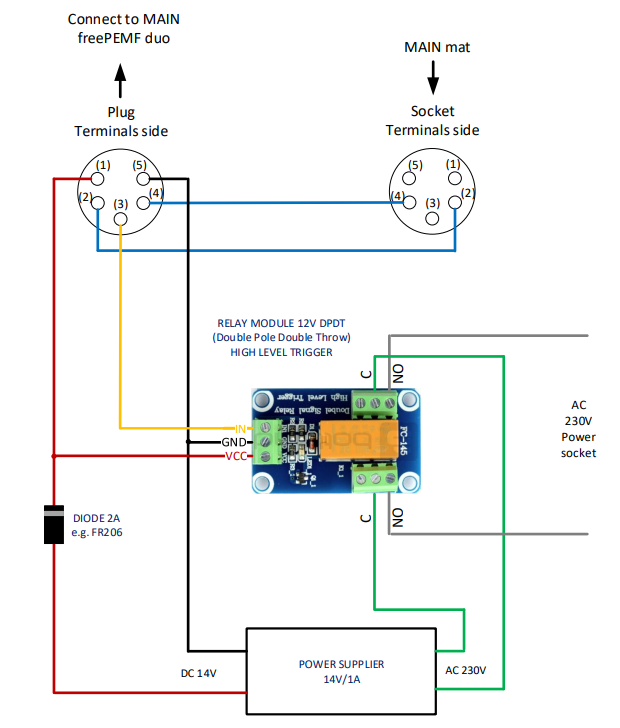 Connect to MAIN
freePEMF duo
MAIN mat
Plug
Terminals side
Socket
Terminals side
(1)
(5)
(2)
(3)
(4)
(5)
(1)
(4)
(3)
(2)
RELAY MODULE 12V DPDT
(Double Pole Double Throw)
HIGH LEVEL TRIGGER
C
NO
High Level Trigger
Doubel Signal Relay
FC-145
IN
GND
VCC
AC
230V
Power
socket
C
NO
DIODE 2A
e.g. FR206
DC 14V
POWER SUPPLIER
14V/1A
AC 230V